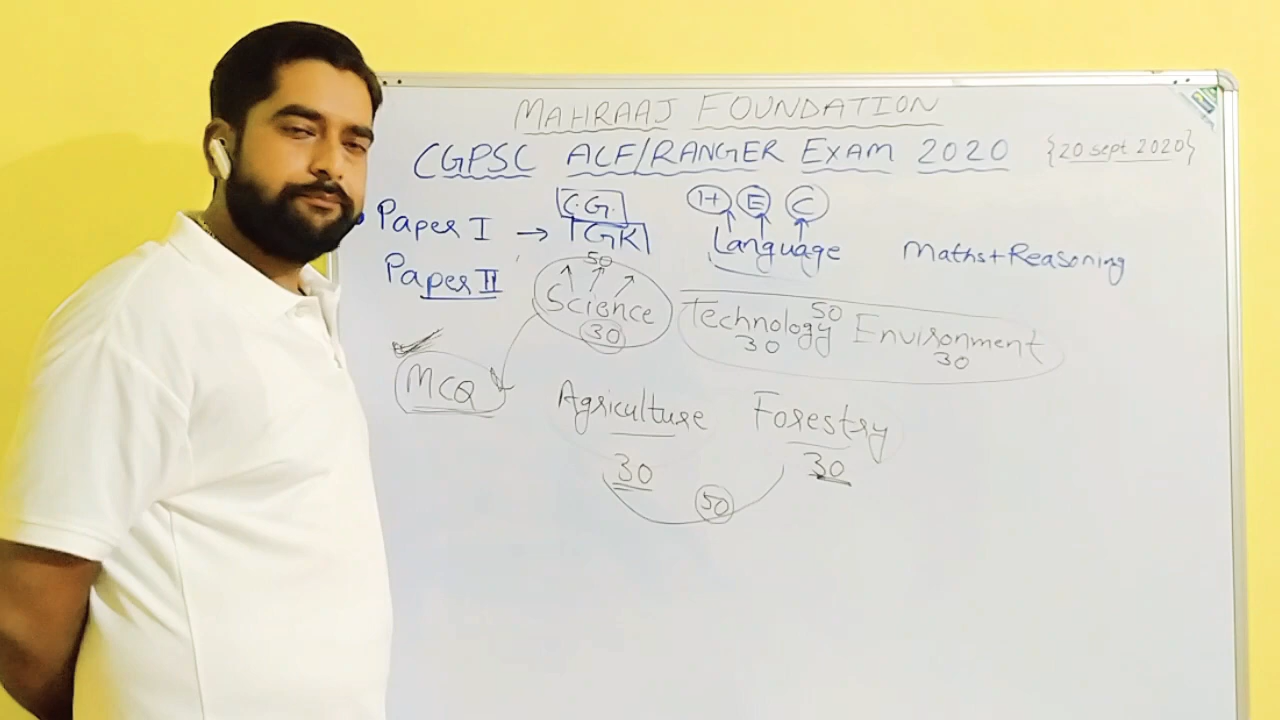 MAHRAAJ FOUNDATION
CGPSC ACF/RANGER EXAM 2020 {20 sept 2020}
C.G. H E C
Paper I → GK Language Maths+Reasoning
Paper II
50
Science Technology 50 Environment
30 30 30
MCQ Agriculture Forestry
30 30
50